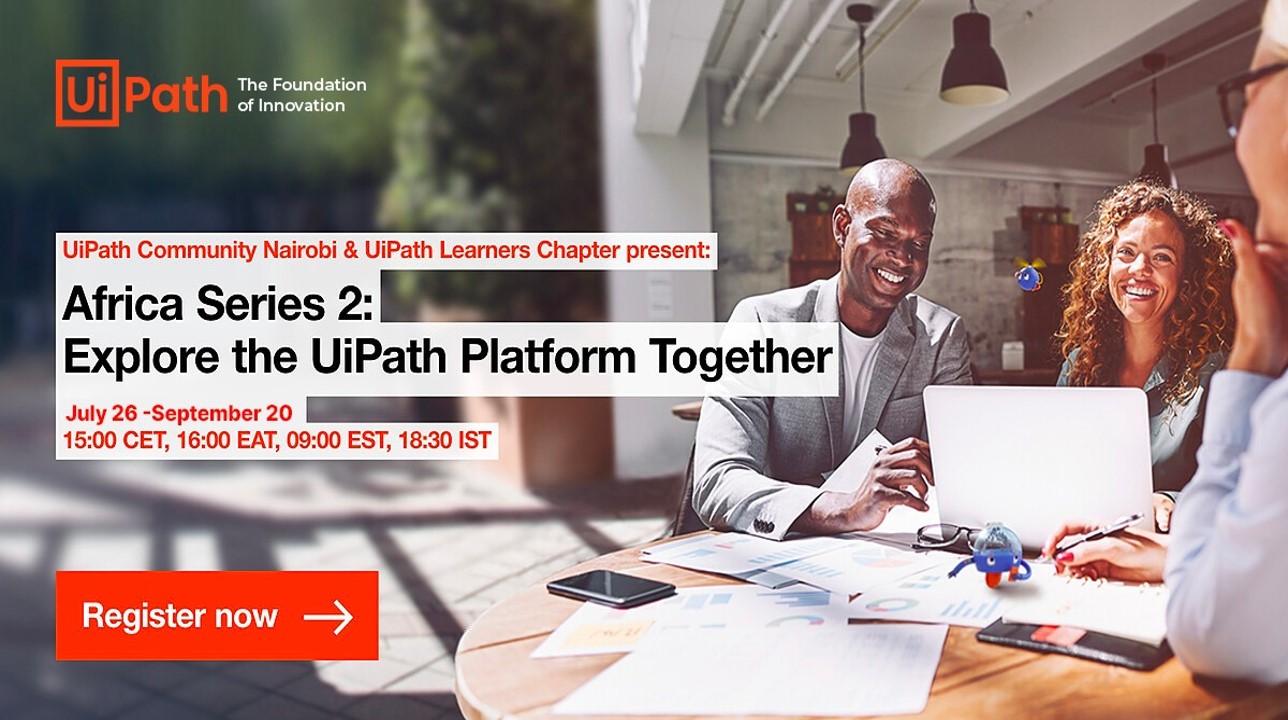 UiPath
The Foundation
of Innovation
UiPath Community Nairobi & UiPath Learners Chapter present:
Africa Series 2:
Explore the UiPath Platform Together
July 26 -September 20
15:00 CET, 16:00 EAT, 09:00 EST, 18:30 IST
Register now